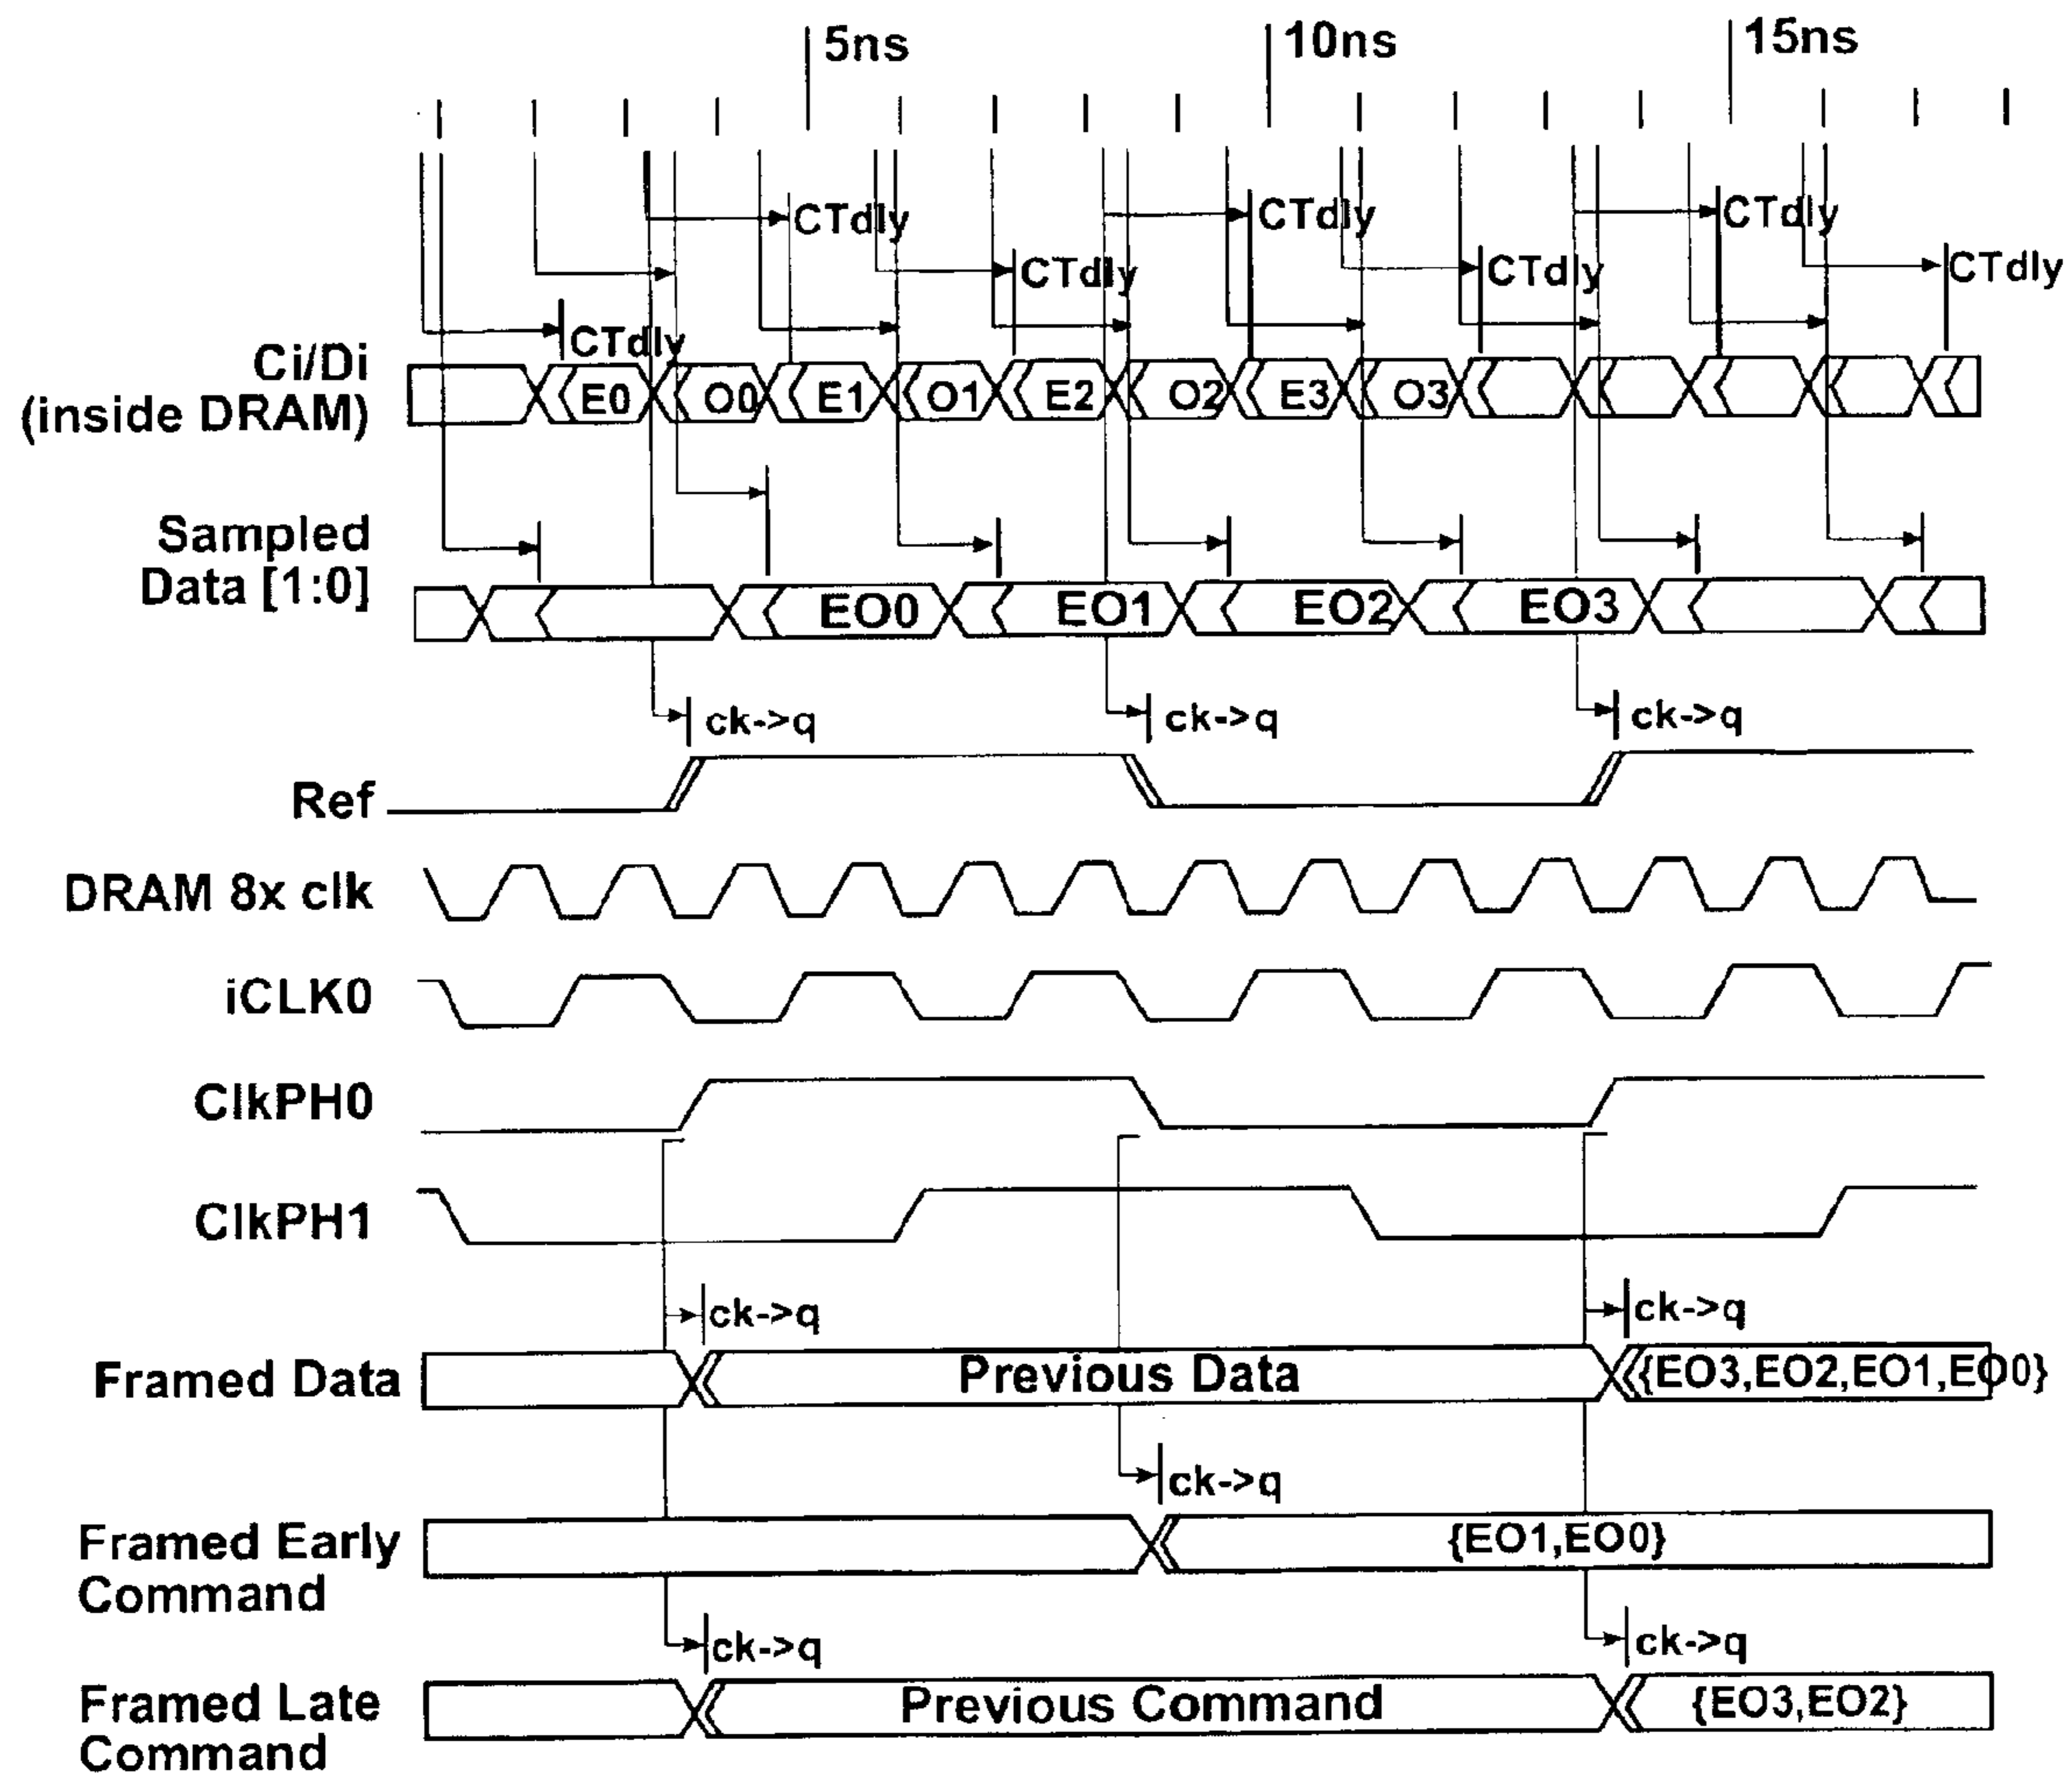 5ns 10ns 15ns
CTdly CTdly CTdly
CTdly CTdly CTdly
CTdly
Ci/Di
(inside DRAM)
E0 O0 E1 O1 E2 O2 E3 O3
Sampled
Data [1:0]
EO0 EO1 EO2 EO3
ck->q ck->q ck->q
Ref
DRAM 8x clk
iCLK0
ClkPH0
ClkPH1
ck->q ck->q
Framed Data
Previous Data {EO3,EO2,EO1,EO0}
ck->q
Framed Early
Command
{EO1,EO0}
ck->q ck->q
Framed Late
Command
Previous Command {EO3,EO2}